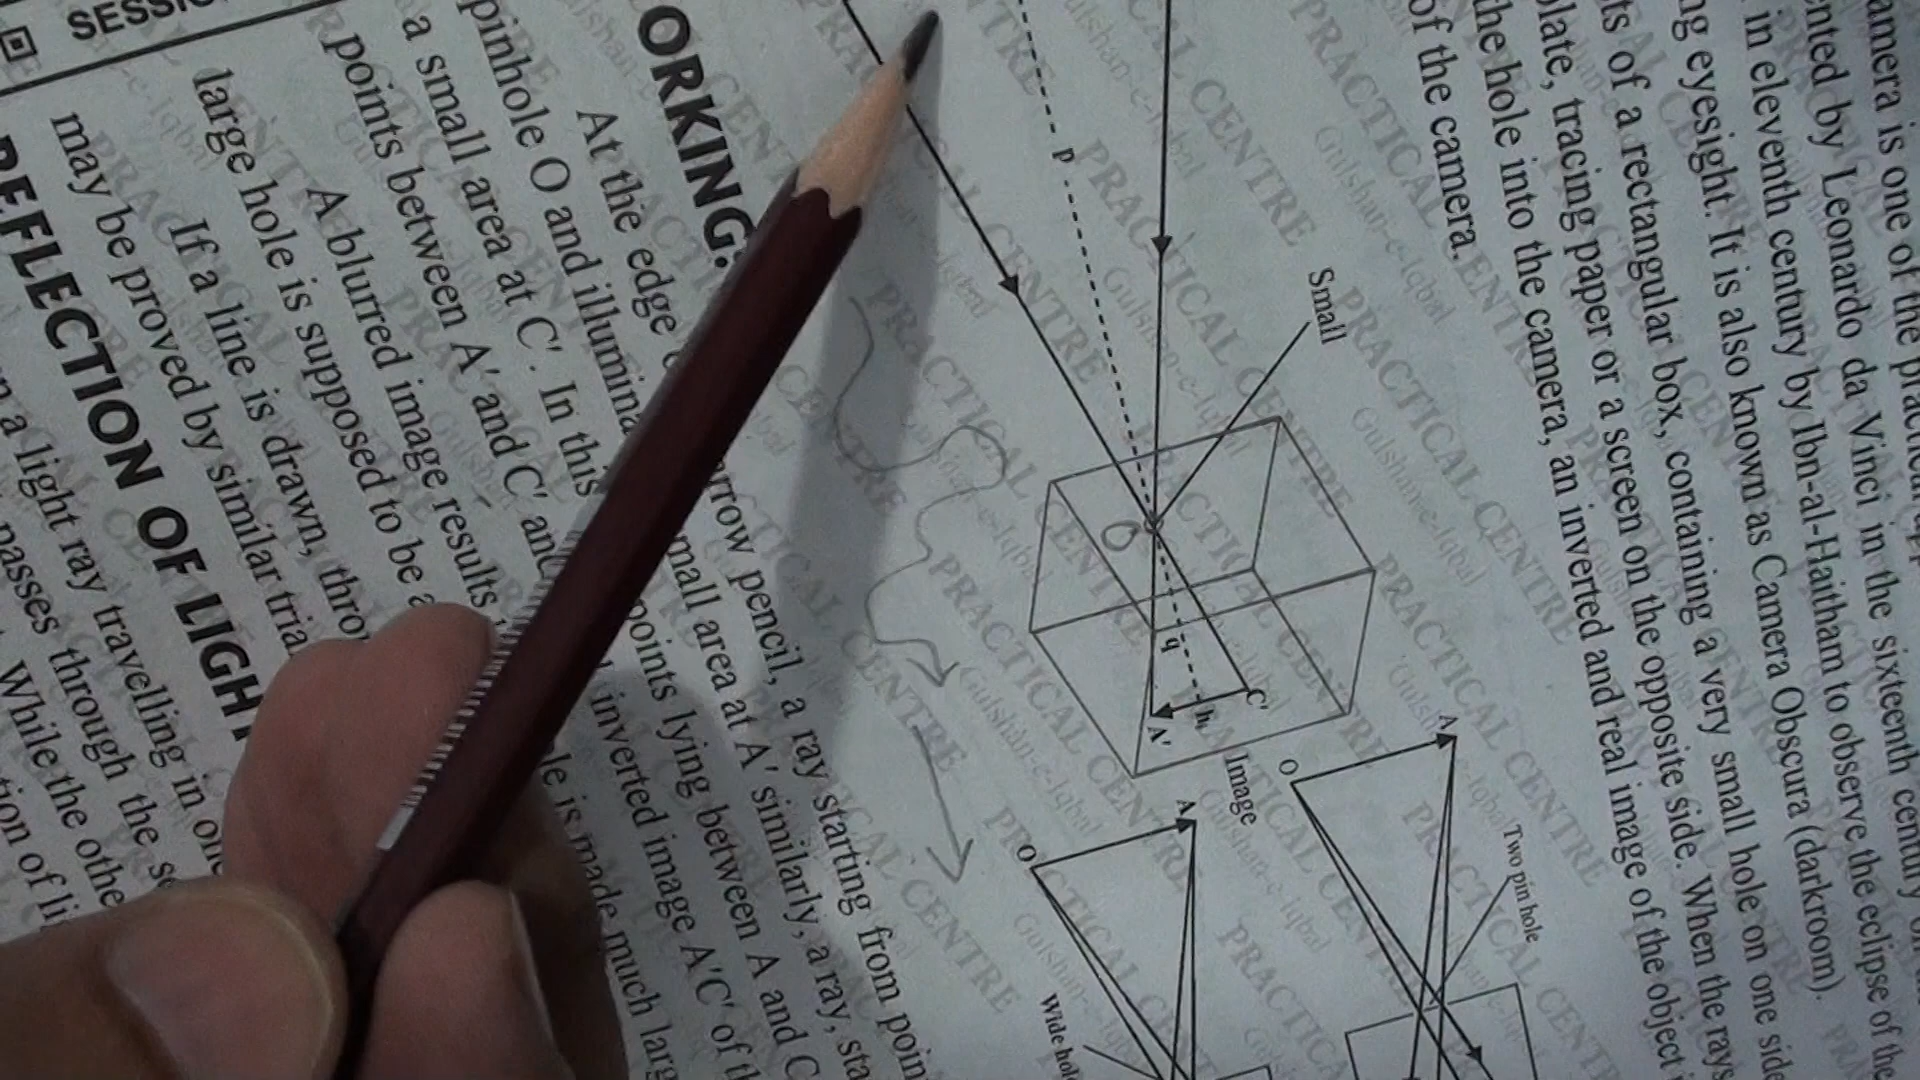 amera is one of the
ented by Leonardo da Vinci in the sixteenth century
in eleventh century by Ibn-al-Haitham to observe the eclipse of the
ng eyesight. It is also known as Camera Obscura (darkroom).
ts of a rectangular box, containing a very small hole on one side
late, tracing paper or a screen on the opposite side. When the rays
the hole into the camera, an inverted and real image of the object
of the camera.
Small
p
O
q
h
C'
A'
Image
A
O
Two pin hole
A
O
Wide hole
ORKING:
At the edge
rrow pencil, a ray starting from poin
pinhole O and illumina
mall area at A' similarly, a ray, sta
a small area at C'. In this
points lying between A and C
points between A' and C' and
inverted image A'C' of th
A blurred image results
le is made much larg
large hole is supposed to be a
If a line is drawn, thro
may be proved by similar tria
REFLECTION OF LIGH
n a light ray travelling in one
passes through the se
While the othe
tion of li
SESSI
PRACTICAL CENTRE
Gulshan-e-Iqbal